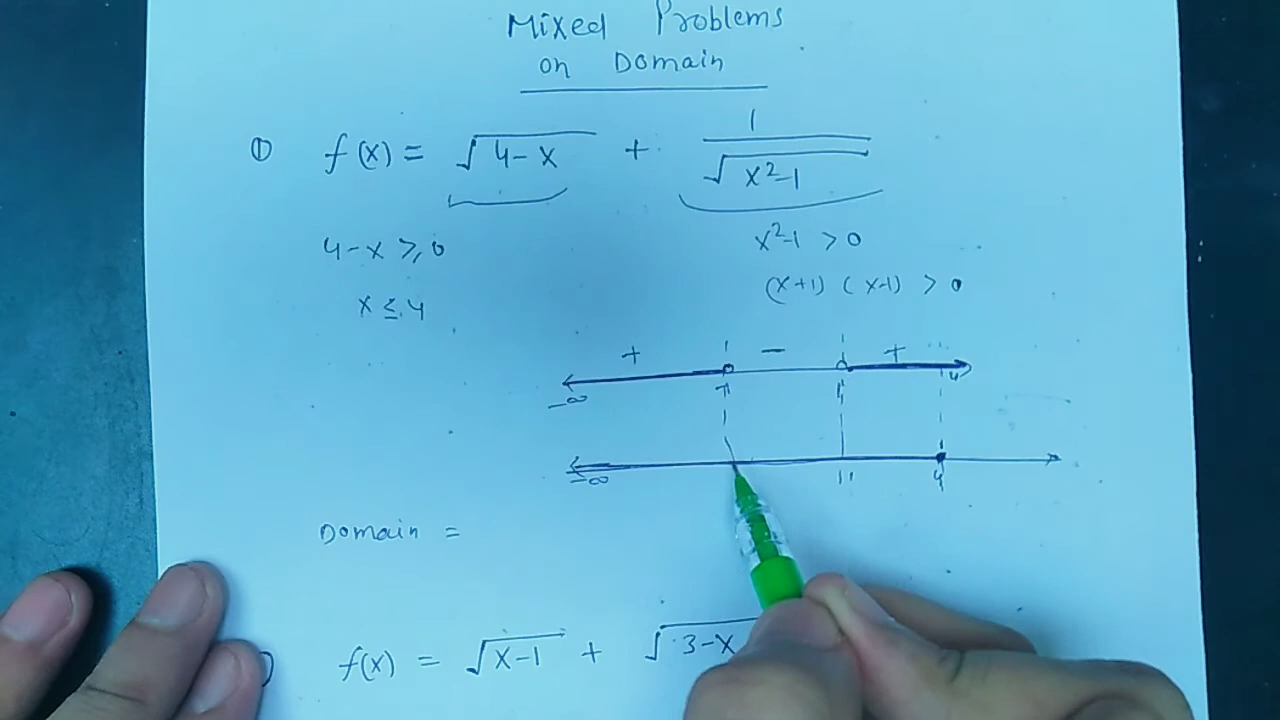 Mixed Problems
on Domain
① f(x) = √4-x + 1/√x²-1
4-x ≥ 0
x²-1 > 0
(x+1) (x-1) > 0
x ≤ 4
+ - +
-∞ -1 1 4
-∞ 1 4
Domain =
f(x) = √x-1 + √3-x